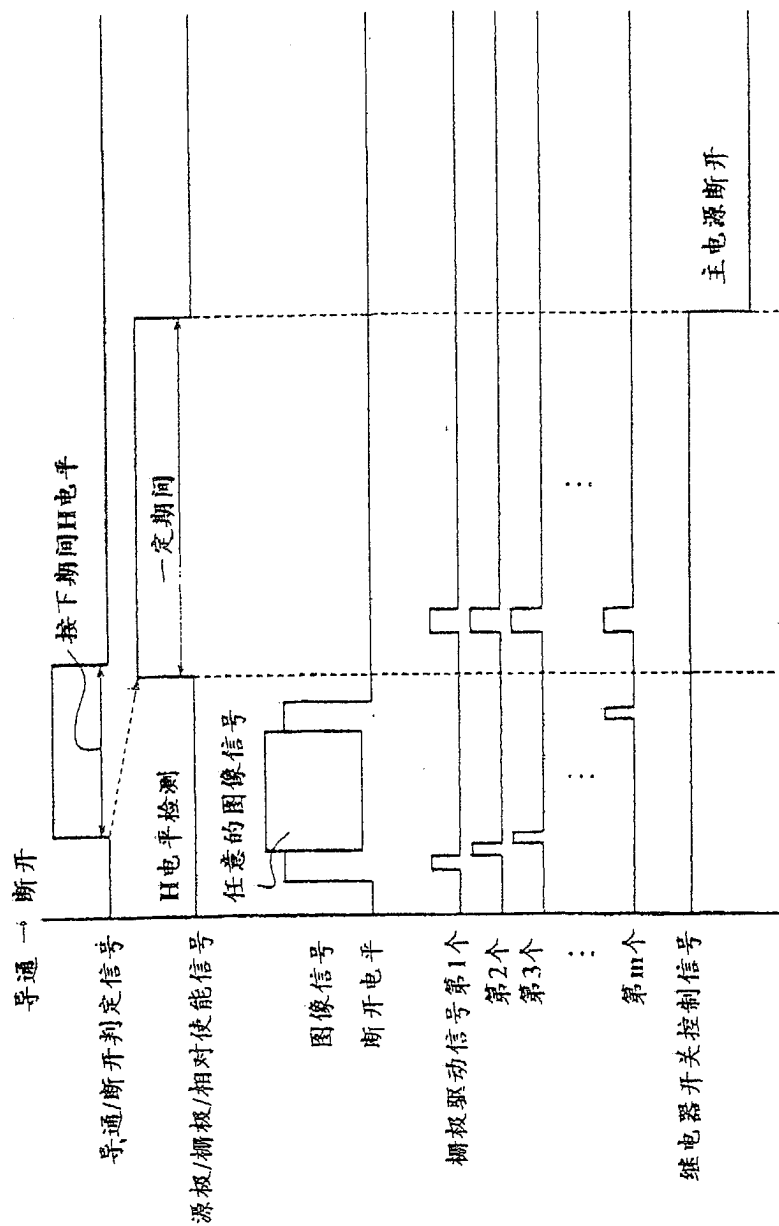 导通 → 断开
导通/断开判定信号
接下期间H电平
H电平检测
源极/栅极/相对使能信号
一定期间
任意的图像信号
图像信号
断开电平
栅极驱动信号第1个
第2个
第3个
⋮
⋮
⋮
第m个
继电器开关控制信号
主电源断开